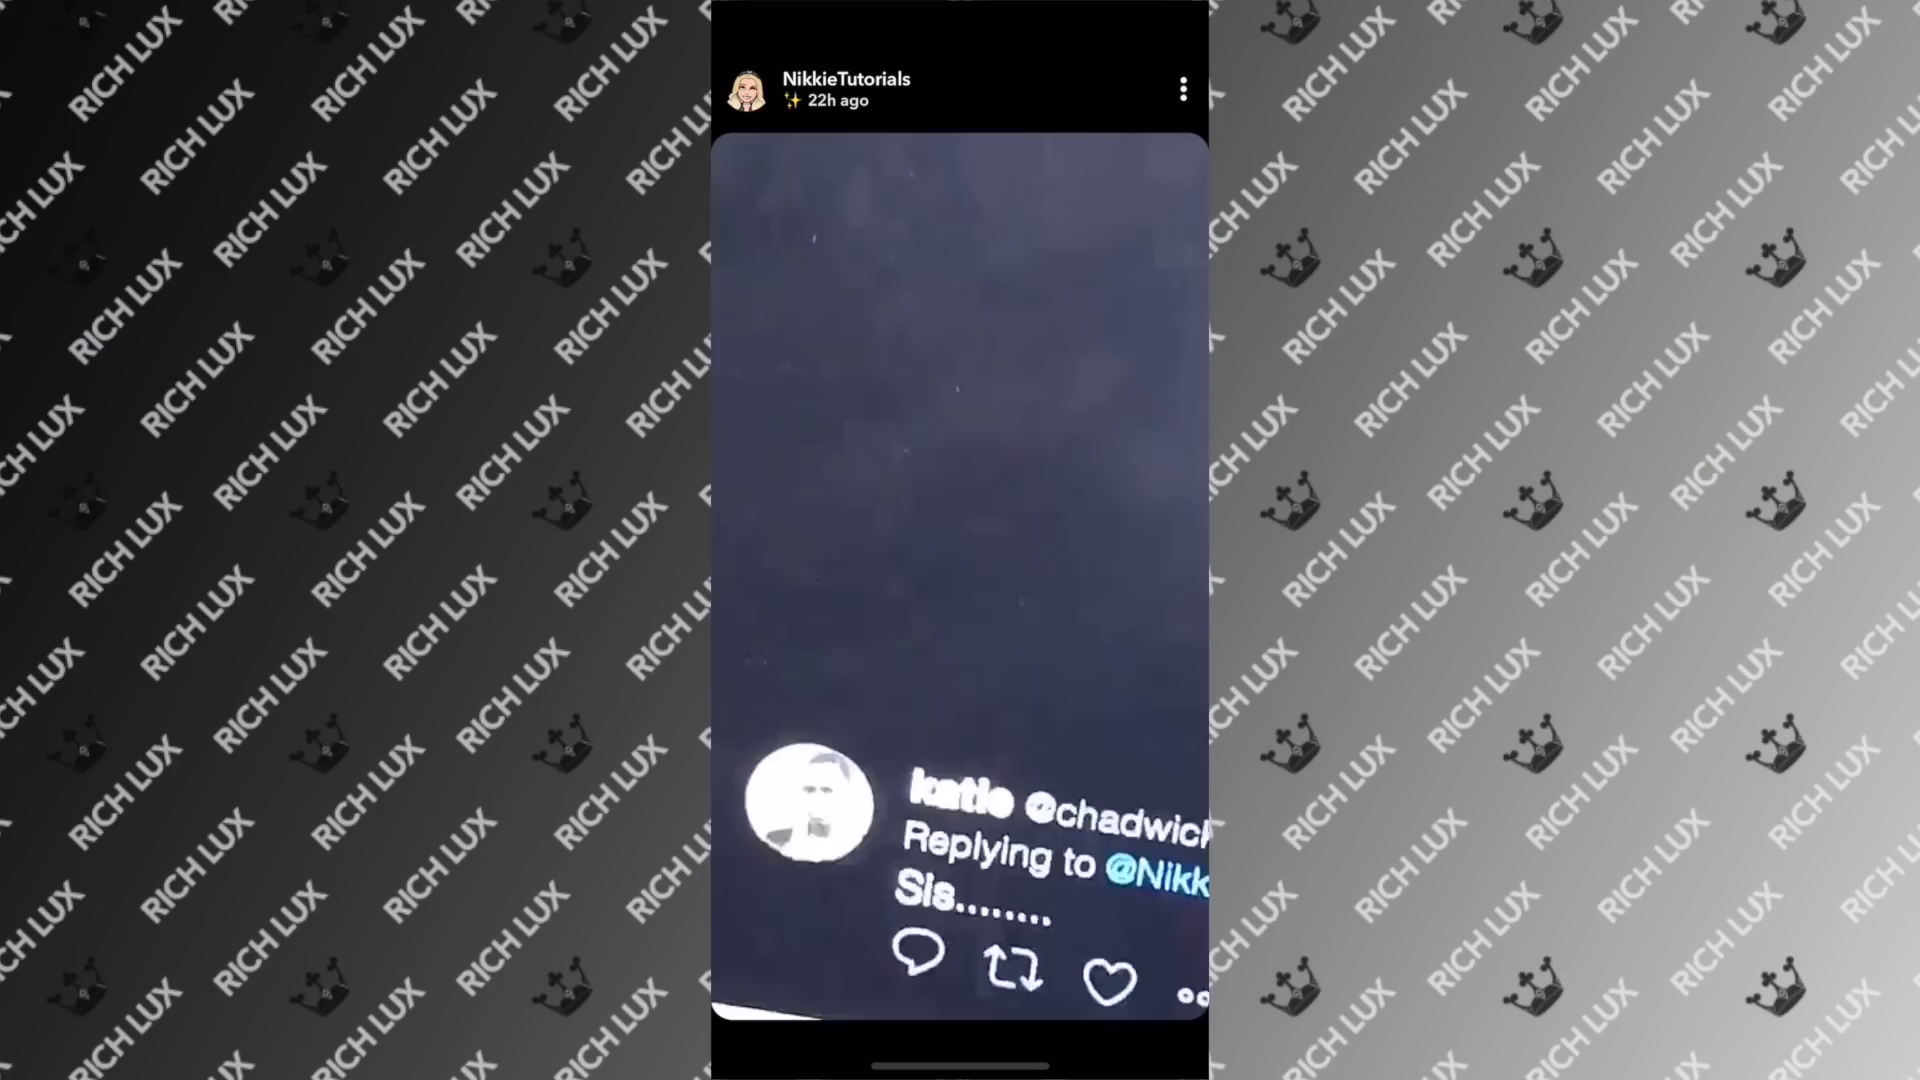 NikkieTutorials
✨ 22h ago
katie @chadwic
Replying to @Nikk
Sis........
RICH LUX